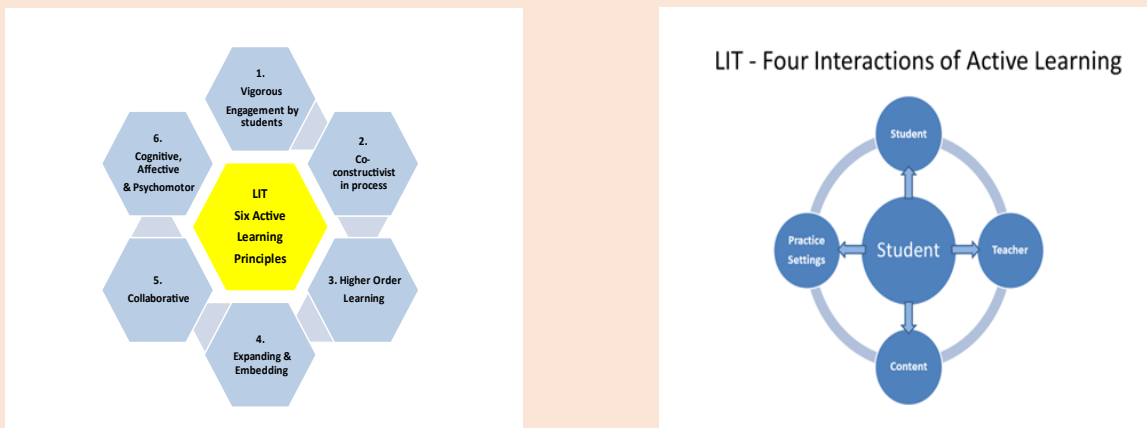 1.
Vigorous
Engagement by
students
2.
Co-
constructivist
in process
3. Higher Order
Learning
4.
Expanding &
Embedding
5.
Collaborative
6.
Cognitive,
Affective
& Psychomotor
LIT
Six Active
Learning
Principles
LIT - Four Interactions of Active Learning
Student
Practice
Settings
Student
Teacher
Content